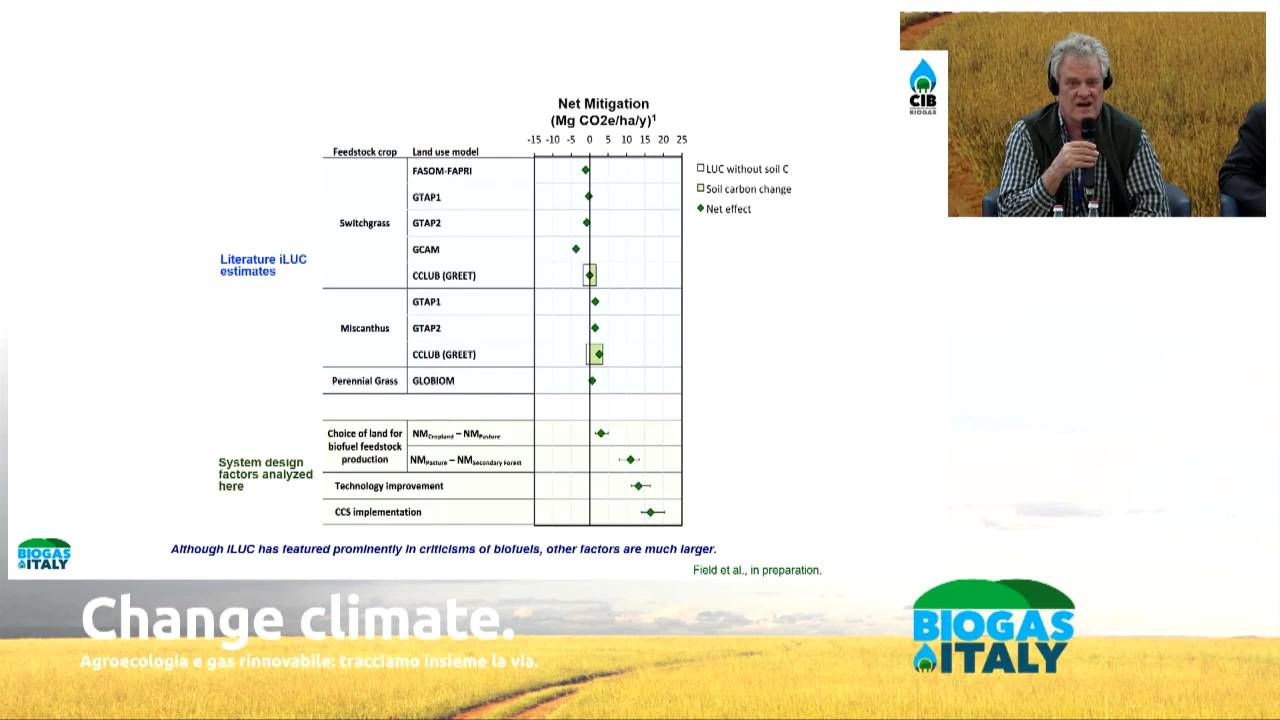 Net Mitigation
(Mg CO2e/ha/y)¹
-15 -10 -5 0 5 10 15 20 25
Feedstock crop Land use model
FASOM-FAPRI
GTAP1
Switchgrass GTAP2
GCAM
CCLUB (GREET)
GTAP1
Miscanthus GTAP2
CCLUB (GREET)
Perennial Grass GLOBIOM
LUC without soil C
Soil carbon change
Net effect
Literature iLUC
estimates
Choice of land for
biofuel feedstock
production
NMCropland – NMPasture
NMPasture – NMSecondary Forest
Technology improvement
CCS implementation
System design
factors analyzed
here
Although iLUC has featured prominently in criticisms of biofuels, other factors are much larger.
Field et al., in preparation.
BIOGAS
ITALY
CIB
BIOGAS
Change climate.
Agroecologia e gas rinnovabile: tracciamo insieme la via.
BIOGAS
ITALY